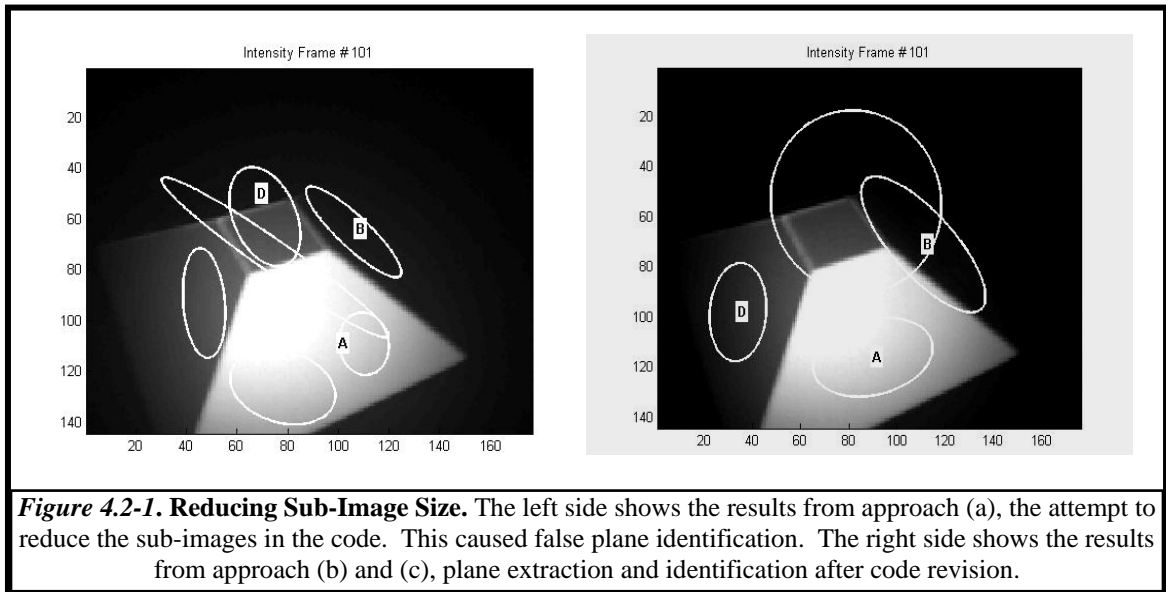 Intensity Frame # 101
20
40
60
80
100
120
140
20 40 60 80 100 120 140 160
D
B
A
Intensity Frame # 101
20
40
60
80
100
120
140
20 40 60 80 100 120 140 160
B
D
A
Figure 4.2-1. Reducing Sub-Image Size. The left side shows the results from approach (a), the attempt to
reduce the sub-images in the code. This caused false plane identification. The right side shows the results
from approach (b) and (c), plane extraction and identification after code revision.